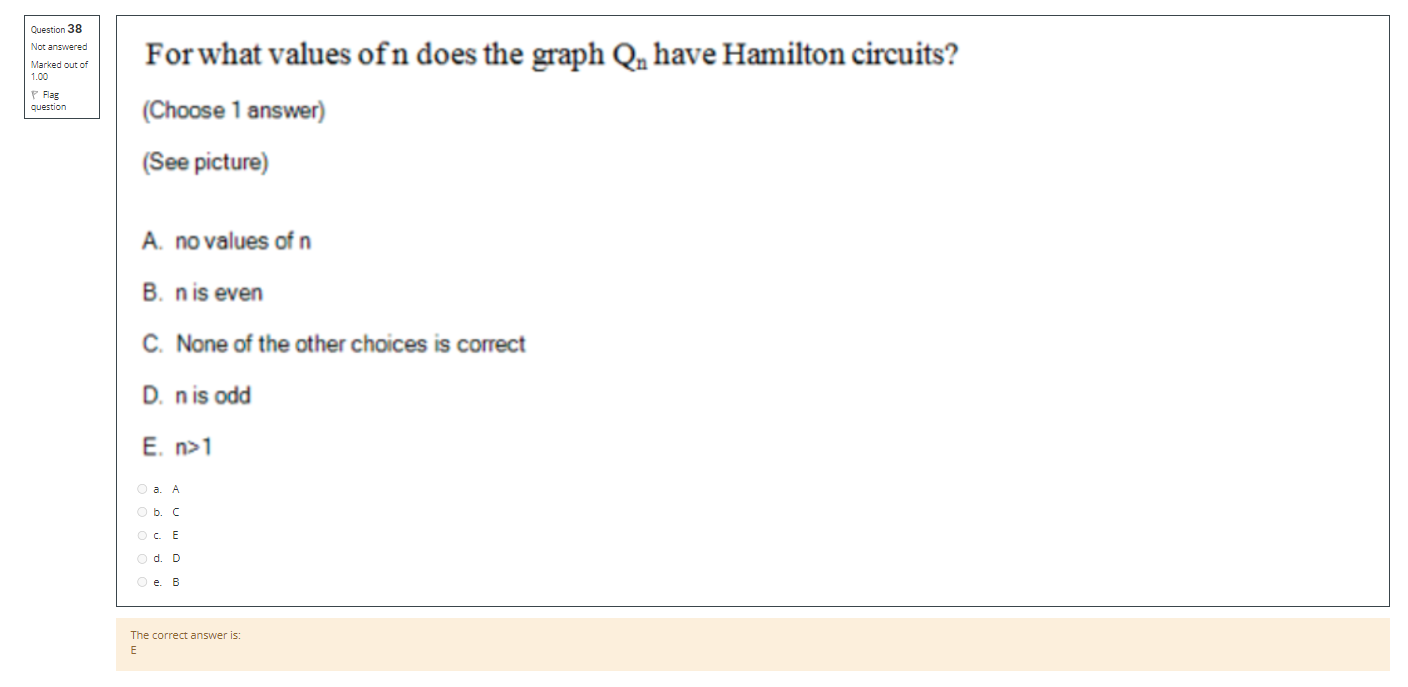 Question 38
Not answered
Marked out of
1.00
Flag
question
For what values of n does the graph Qn have Hamilton circuits?
(Choose 1 answer)
(See picture)
A. no values of n
B. n is even
C. None of the other choices is correct
D. n is odd
E. n>1
a. A
b. C
c. E
d. D
e. B
The correct answer is:
E